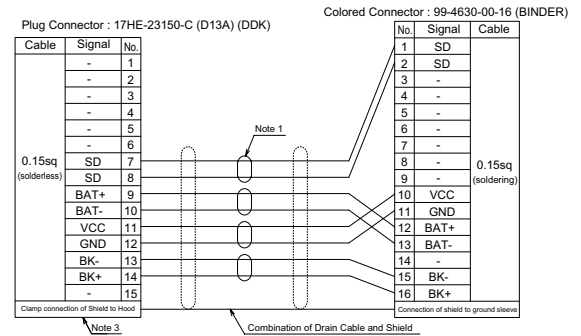 Colored Connector : 99-4630-00-16 (BINDER)
Plug Connector : 17HE-23150-C (D13A) (DDK)
Cable Signal No.
- 1
- 2
- 3
- 4
- 5
- 6
SD 7
SD 8
BAT+ 9
BAT- 10
VCC 11
GND 12
BK- 13
BK+ 14
- 15
0.15sq
(solderless)
Clamp connection of Shield to Hood
Note 3
Note 1
Combination of Drain Cable and Shield
No. Signal Cable
1 SD
2 SD
3 -
4 -
5 -
6 -
7 -
8 -
9 -
10 VCC
11 GND
12 BAT+
13 BAT-
14 -
15 BK-
16 BK+
0.15sq
(soldering)
Connection of shield to ground sleeve